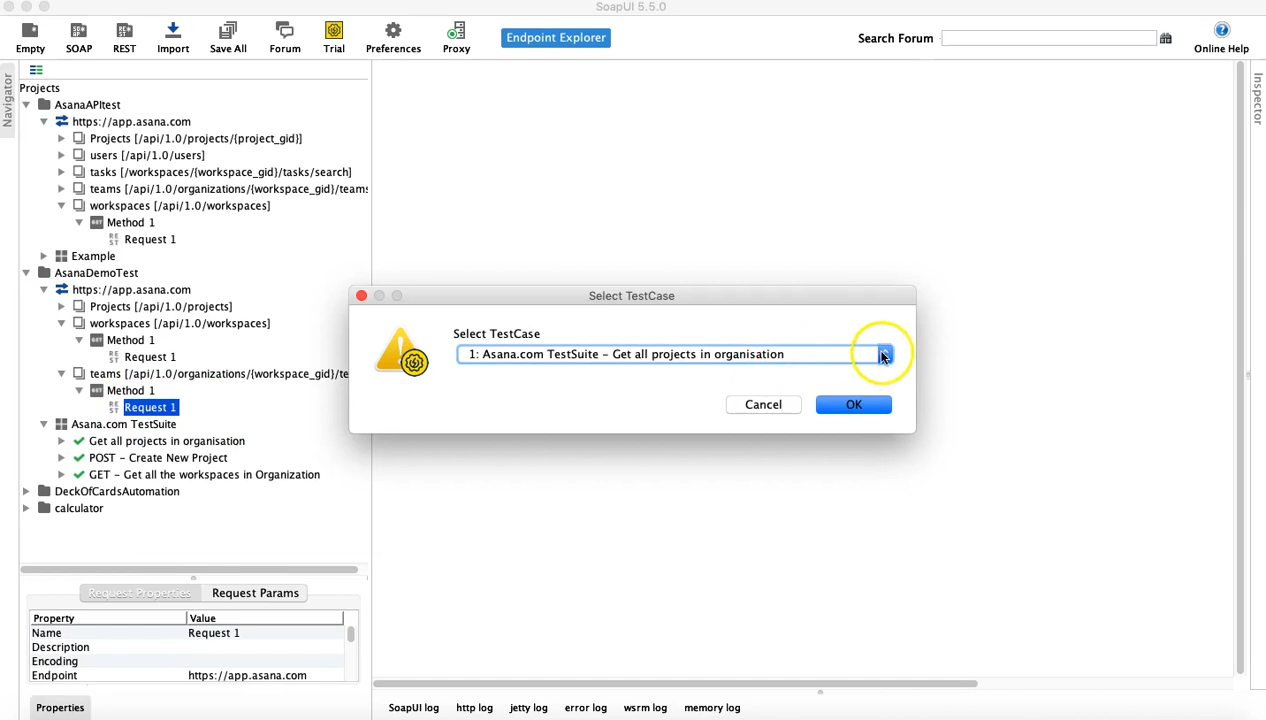 SoapUI 5.5.0
Empty SOAP REST Import Save All Forum Trial Preferences Proxy Endpoint Explorer Search Forum Online Help
Navigator
Inspector
Projects
AsanaAPItest
https://app.asana.com
Projects [/api/1.0/projects/{project_gid}]
users [/api/1.0/users]
tasks [/workspaces/{workspace_gid}/tasks/search]
teams [/api/1.0/organizations/{workspace_gid}/teams
workspaces [/api/1.0/workspaces]
Method 1
Request 1
Example
AsanaDemoTest
https://app.asana.com
Projects [/api/1.0/projects]
workspaces [/api/1.0/workspaces]
Method 1
Request 1
teams [/api/1.0/organizations/{workspace_gid}/te
Method 1
Request 1
Asana.com TestSuite
Get all projects in organisation
POST - Create New Project
GET - Get all the workspaces in Organization
DeckOfCardsAutomation
calculator
Select TestCase
Select TestCase
1: Asana.com TestSuite - Get all projects in organisation
Cancel OK
Request Properties Request Params
Property Value
Name Request 1
Description
Encoding
Endpoint https://app.asana.com
Properties
SoapUI log http log jetty log error log wsrm log memory log